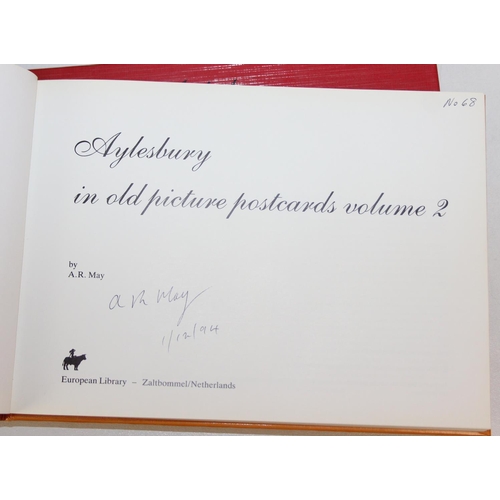 No 68
Aylesbury
in old picture postcards volume 2
by
A.R. May
A R May
1/12/94
European Library – Zaltbommel/Netherlands